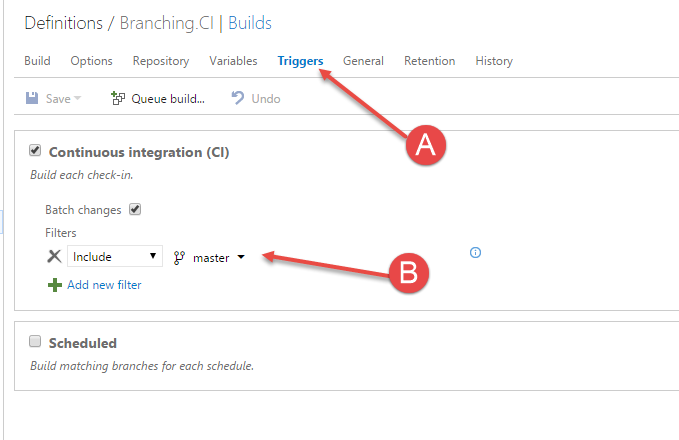 Definitions / Branching.CI | Builds
Build Options Repository Variables Triggers General Retention History
Save Queue build... Undo
A
Continuous integration (CI)
Build each check-in.
Batch changes
Filters
Include master
B
Add new filter
Scheduled
Build matching branches for each schedule.